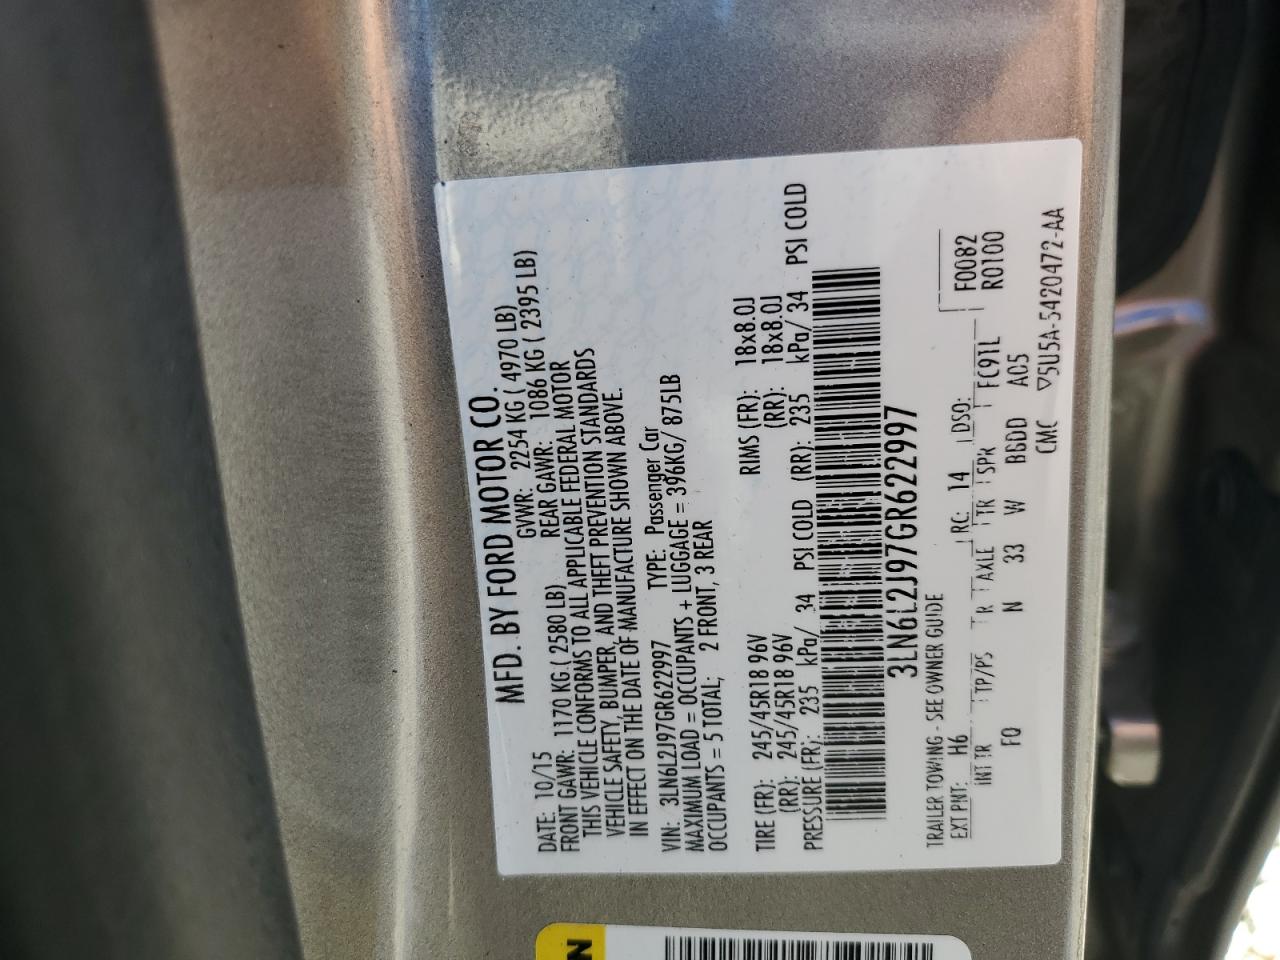 MFD. BY FORD MOTOR CO.
DATE: 10/15 GVWR: 2254 KG ( 4970 LB)
FRONT GAWR: 1170 KG ( 2580 LB) REAR GAWR: 1086 KG ( 2395 LB)
THIS VEHICLE CONFORMS TO ALL APPLICABLE FEDERAL MOTOR
VEHICLE SAFETY, BUMPER, AND THEFT PREVENTION STANDARDS
IN EFFECT ON THE DATE OF MANUFACTURE SHOWN ABOVE.
VIN: 3LN6L2J97GR622997 TYPE: Passenger Car
MAXIMUM LOAD = OCCUPANTS + LUGGAGE = 396KG/ 875LB
OCCUPANTS = 5 TOTAL; 2 FRONT, 3 REAR
TIRE (FR): 245/45R18 96V RIMS (FR): 18x8.0J
(RR): 245/45R18 96V (RR): 18x8.0J
PRESSURE (FR): 235 kPa/ 34 PSI COLD (RR): 235 kPa/ 34 PSI COLD
3LN6L2J97GR622997
TRAILER TOWING - SEE OWNER GUIDE
EXT PNT: H6 RC: 14 DSO: F0082
INT TR TP/PS R AXLE TR SPR FC91L R0100
FQ N 33 W BGDD AC5
CMC ▽5U5A-5420472-AA
N